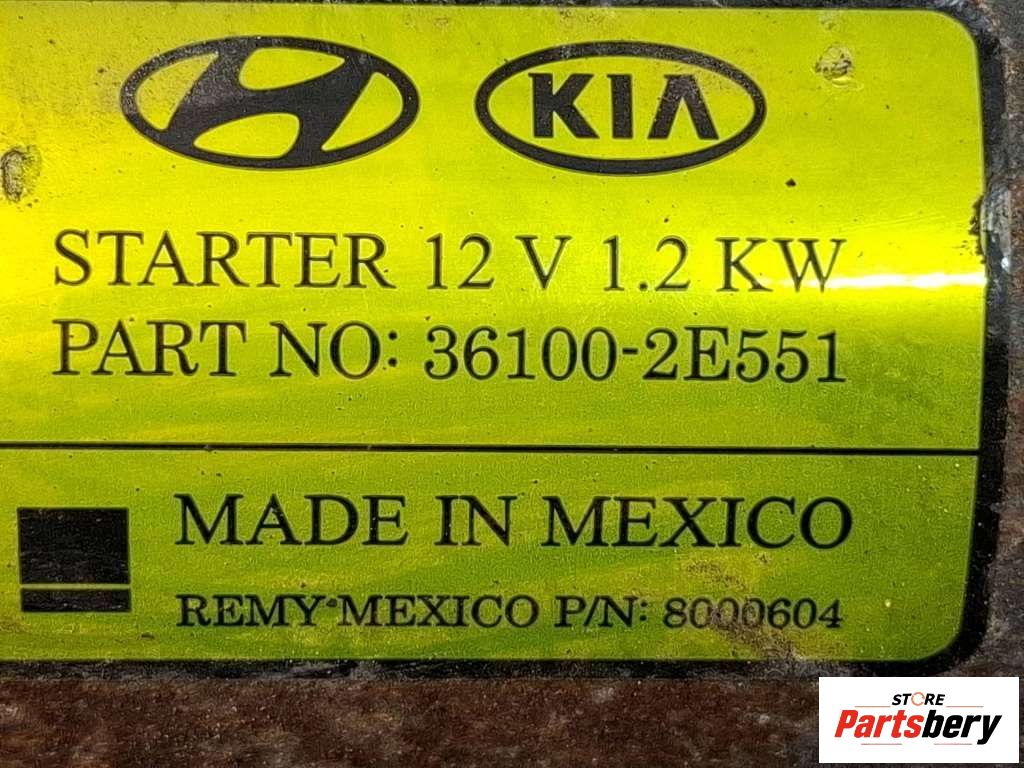 KIA
STARTER 12 V 1.2 KW
PART NO: 36100-2E551
MADE IN MEXICO
REMY MEXICO P/N: 8000604
STORE
Partsbery